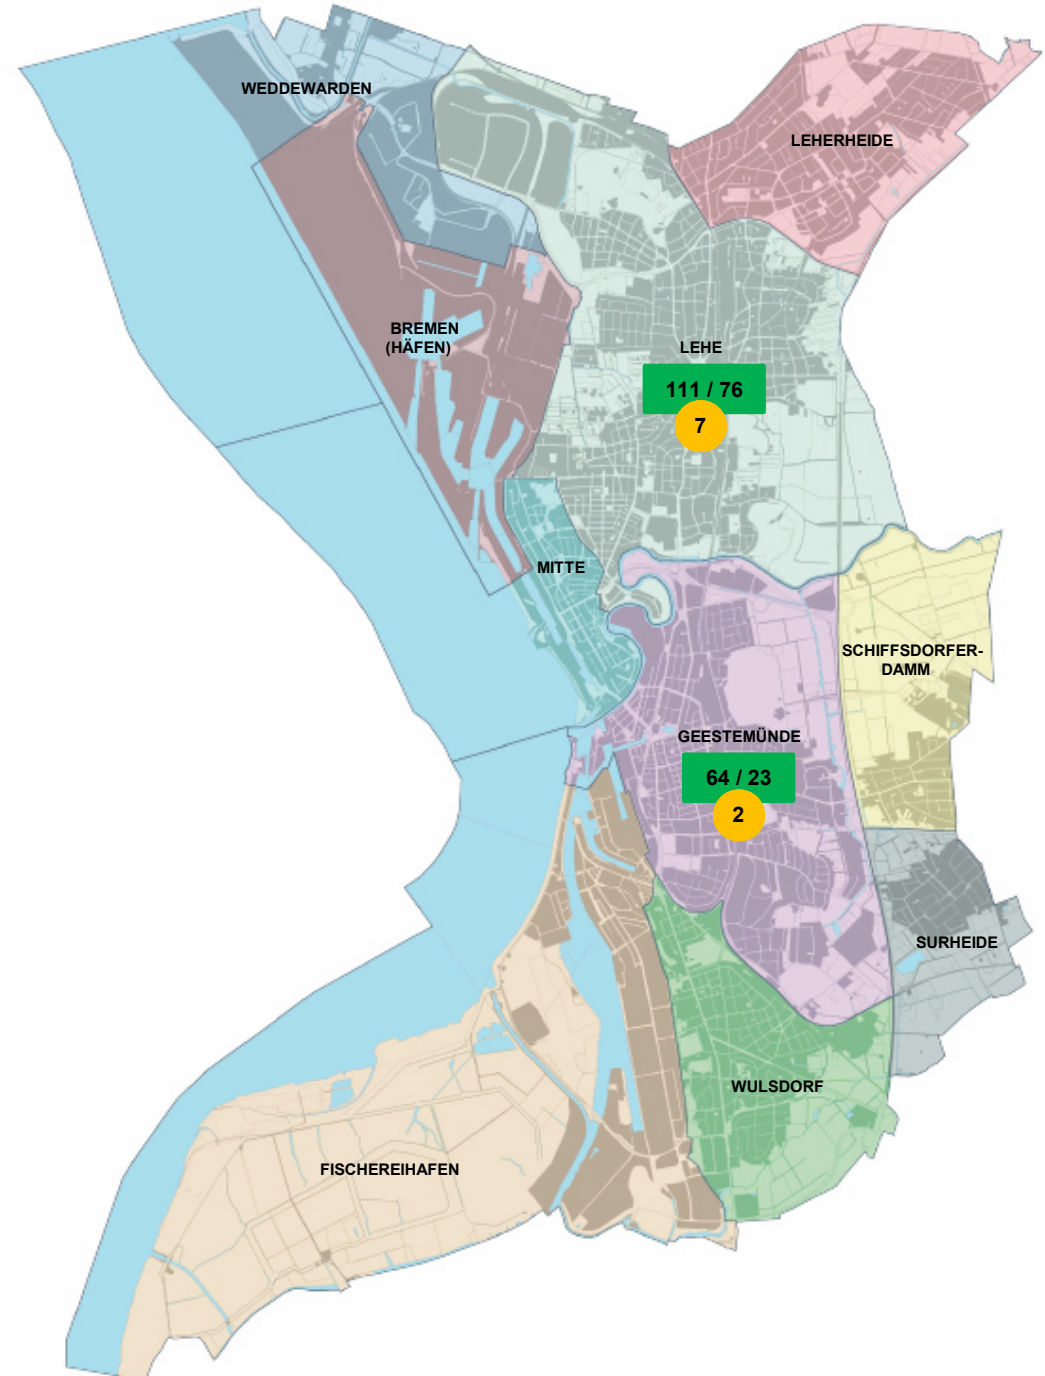 WEDDEWARDEN
LEHERHEIDE
BREMEN
(HÄFEN)
LEHE
111 / 76
7
MITTE
SCHIFFSDORFER-
DAMM
GEESTEMÜNDE
64 / 23
2
SURHEIDE
WULSDORF
FISCHEREIHAFEN